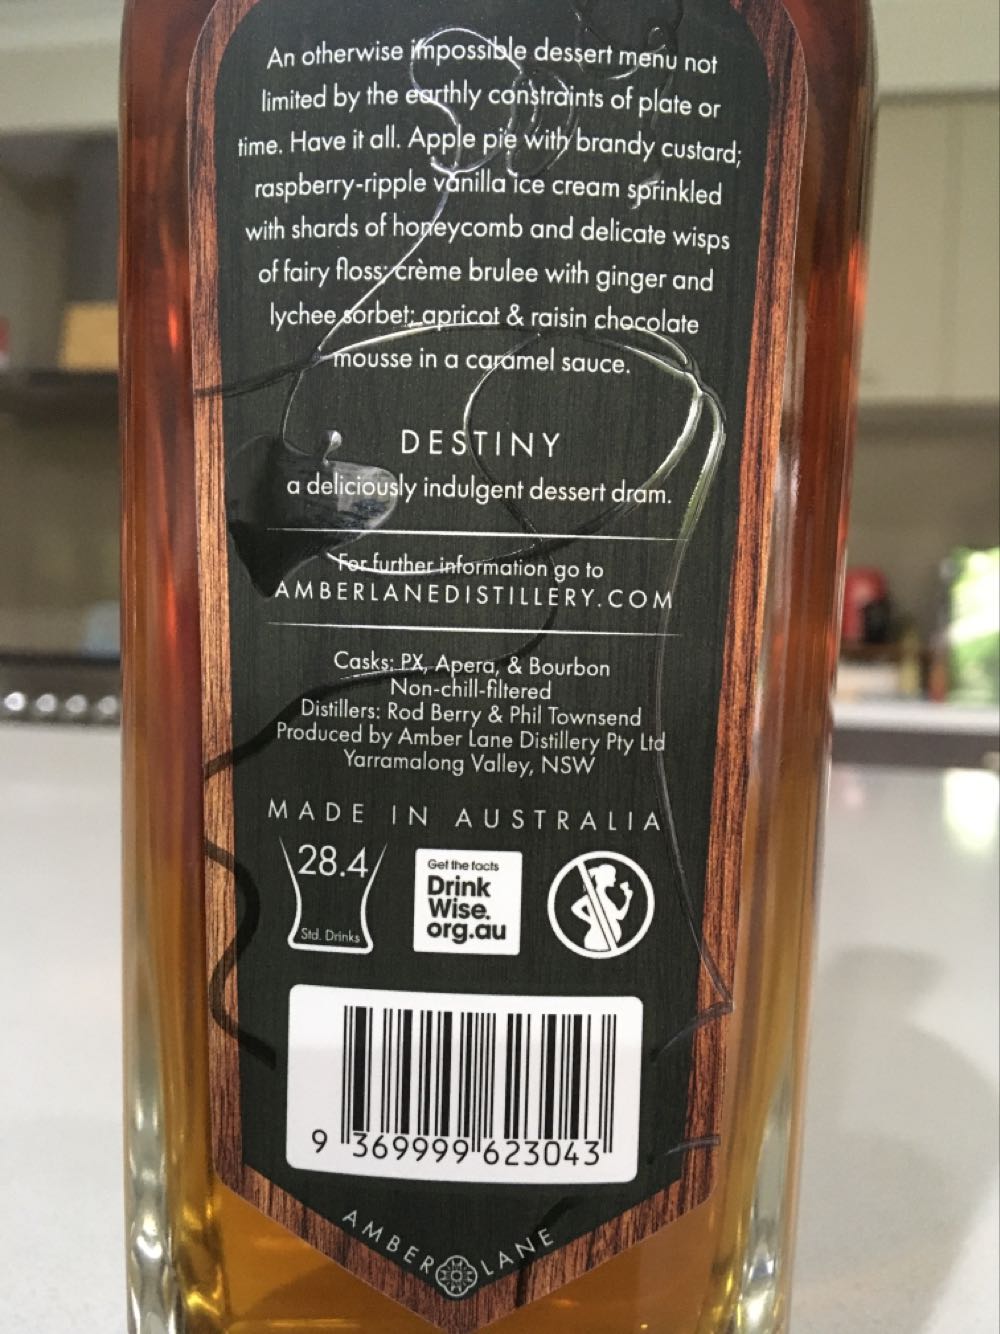 An otherwise impossible dessert menu not
limited by the earthly constraints of plate or
time. Have it all. Apple pie with brandy custard;
raspberry-ripple vanilla ice cream sprinkled
with shards of honeycomb and delicate wisps
of fairy floss; crème brulee with ginger and
lychee sorbet; apricot & raisin chocolate
mousse in a caramel sauce.
DESTINY
a deliciously indulgent dessert dram.
For further information go to
AMBERLANEDISTILLERY.COM
Casks: PX, Apera, & Bourbon
Non-chill-filtered
Distillers: Rod Berry & Phil Townsend
Produced by Amber Lane Distillery Pty Ltd
Yarramalong Valley, NSW
MADE IN AUSTRALIA
28.4
Std. Drinks
Get the facts
Drink
Wise.
org.au
9 369999 623043
AMBER LANE